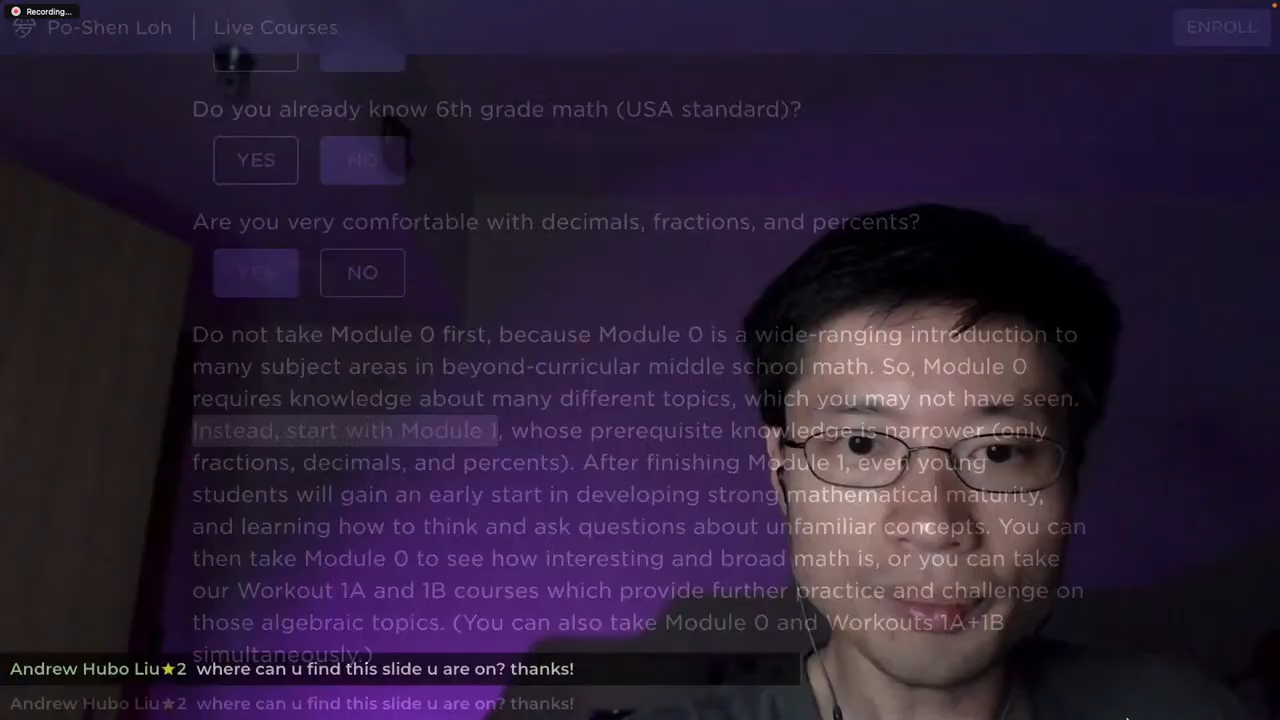 Recording...
Po-Shen Loh | Live Courses
ENROLL
Do you already know 6th grade math (USA standard)?
YES NO
Are you very comfortable with decimals, fractions, and percents?
YES NO
Do not take Module 0 first, because Module 0 is a wide-ranging introduction to
many subject areas in beyond-curricular middle school math. So, Module 0
requires knowledge about many different topics, which you may not have seen.
Instead, start with Module 1, whose prerequisite knowledge is narrower (only
fractions, decimals, and percents). After finishing Module 1, even young
students will gain an early start in developing strong mathematical maturity,
and learning how to think and ask questions about unfamiliar concepts. You can
then take Module 0 to see how interesting and broad math is, or you can take
our Workout 1A and 1B courses which provide further practice and challenge on
those algebraic topics. (You can also take Module 0 and Workouts 1A+1B
simultaneously.)
Andrew Hubo Liu★2 where can u find this slide u are on? thanks!
Andrew Hubo Liu★2 where can u find this slide u are on? thanks!